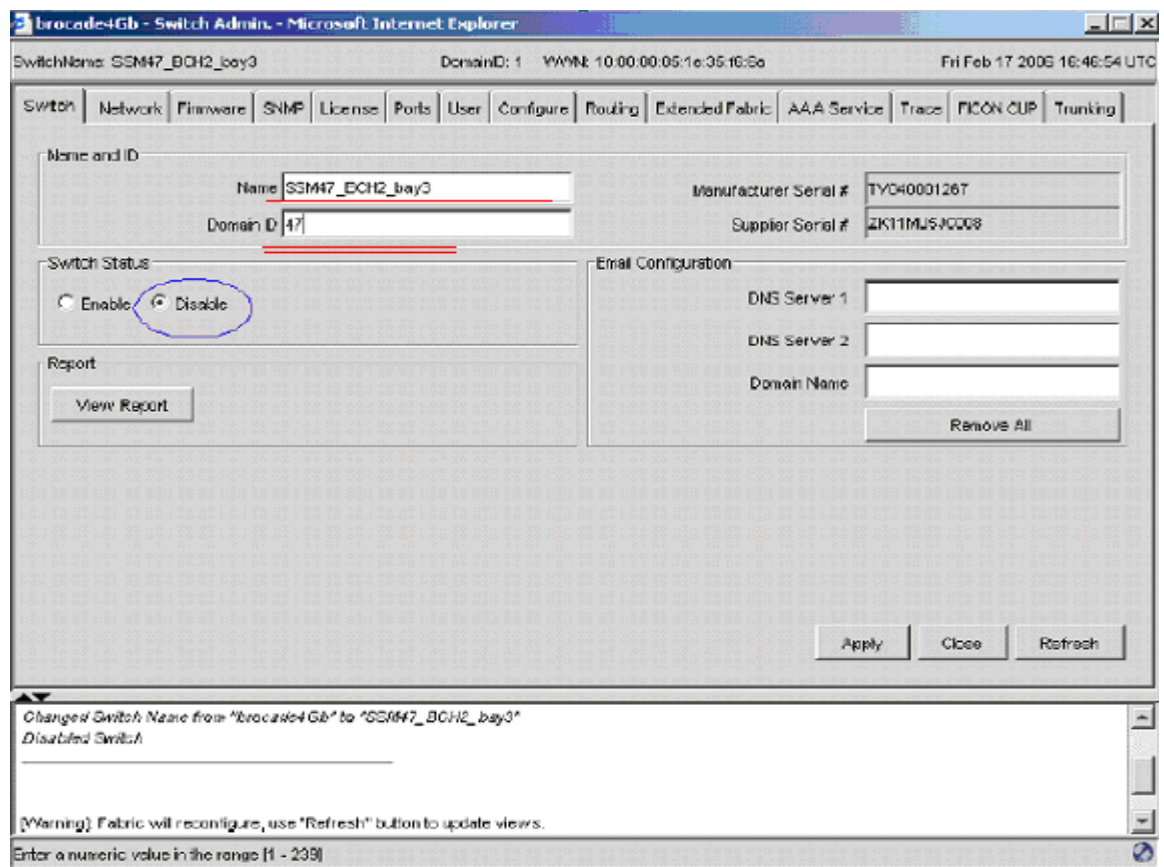 brocade4Gb - Switch Admin. - Microsoft Internet Explorer
SwitchName: SSM47_BCH2_bay3 DomainID: 1 WWN: 10:00:00:05:1e:35:f6:6a Fri Feb 17 2006 16:46:54 UTC
Switch Network Firmware SNMP License Ports User Configure Routing Extended Fabric AAA Service Trace FICON CUP Trunking
Name and ID
Name SSM47_BCH2_bay3 Manufacturer Serial # TY040001267
Domain ID 47 Supplier Serial #
Switch Status Email Configuration
Enable Disable DNS Server 1
DNS Server 2
Report Domain Name
View Report
Remove All
Apply Close Refresh
Changed Switch Name from "brocade4Gb" to "SSM47_BCH2_bay3"
Disabled Switch
[Warning]: Fabric will reconfigure, use "Refresh" button to update views.
Enter a numeric value in the range [1 - 239]